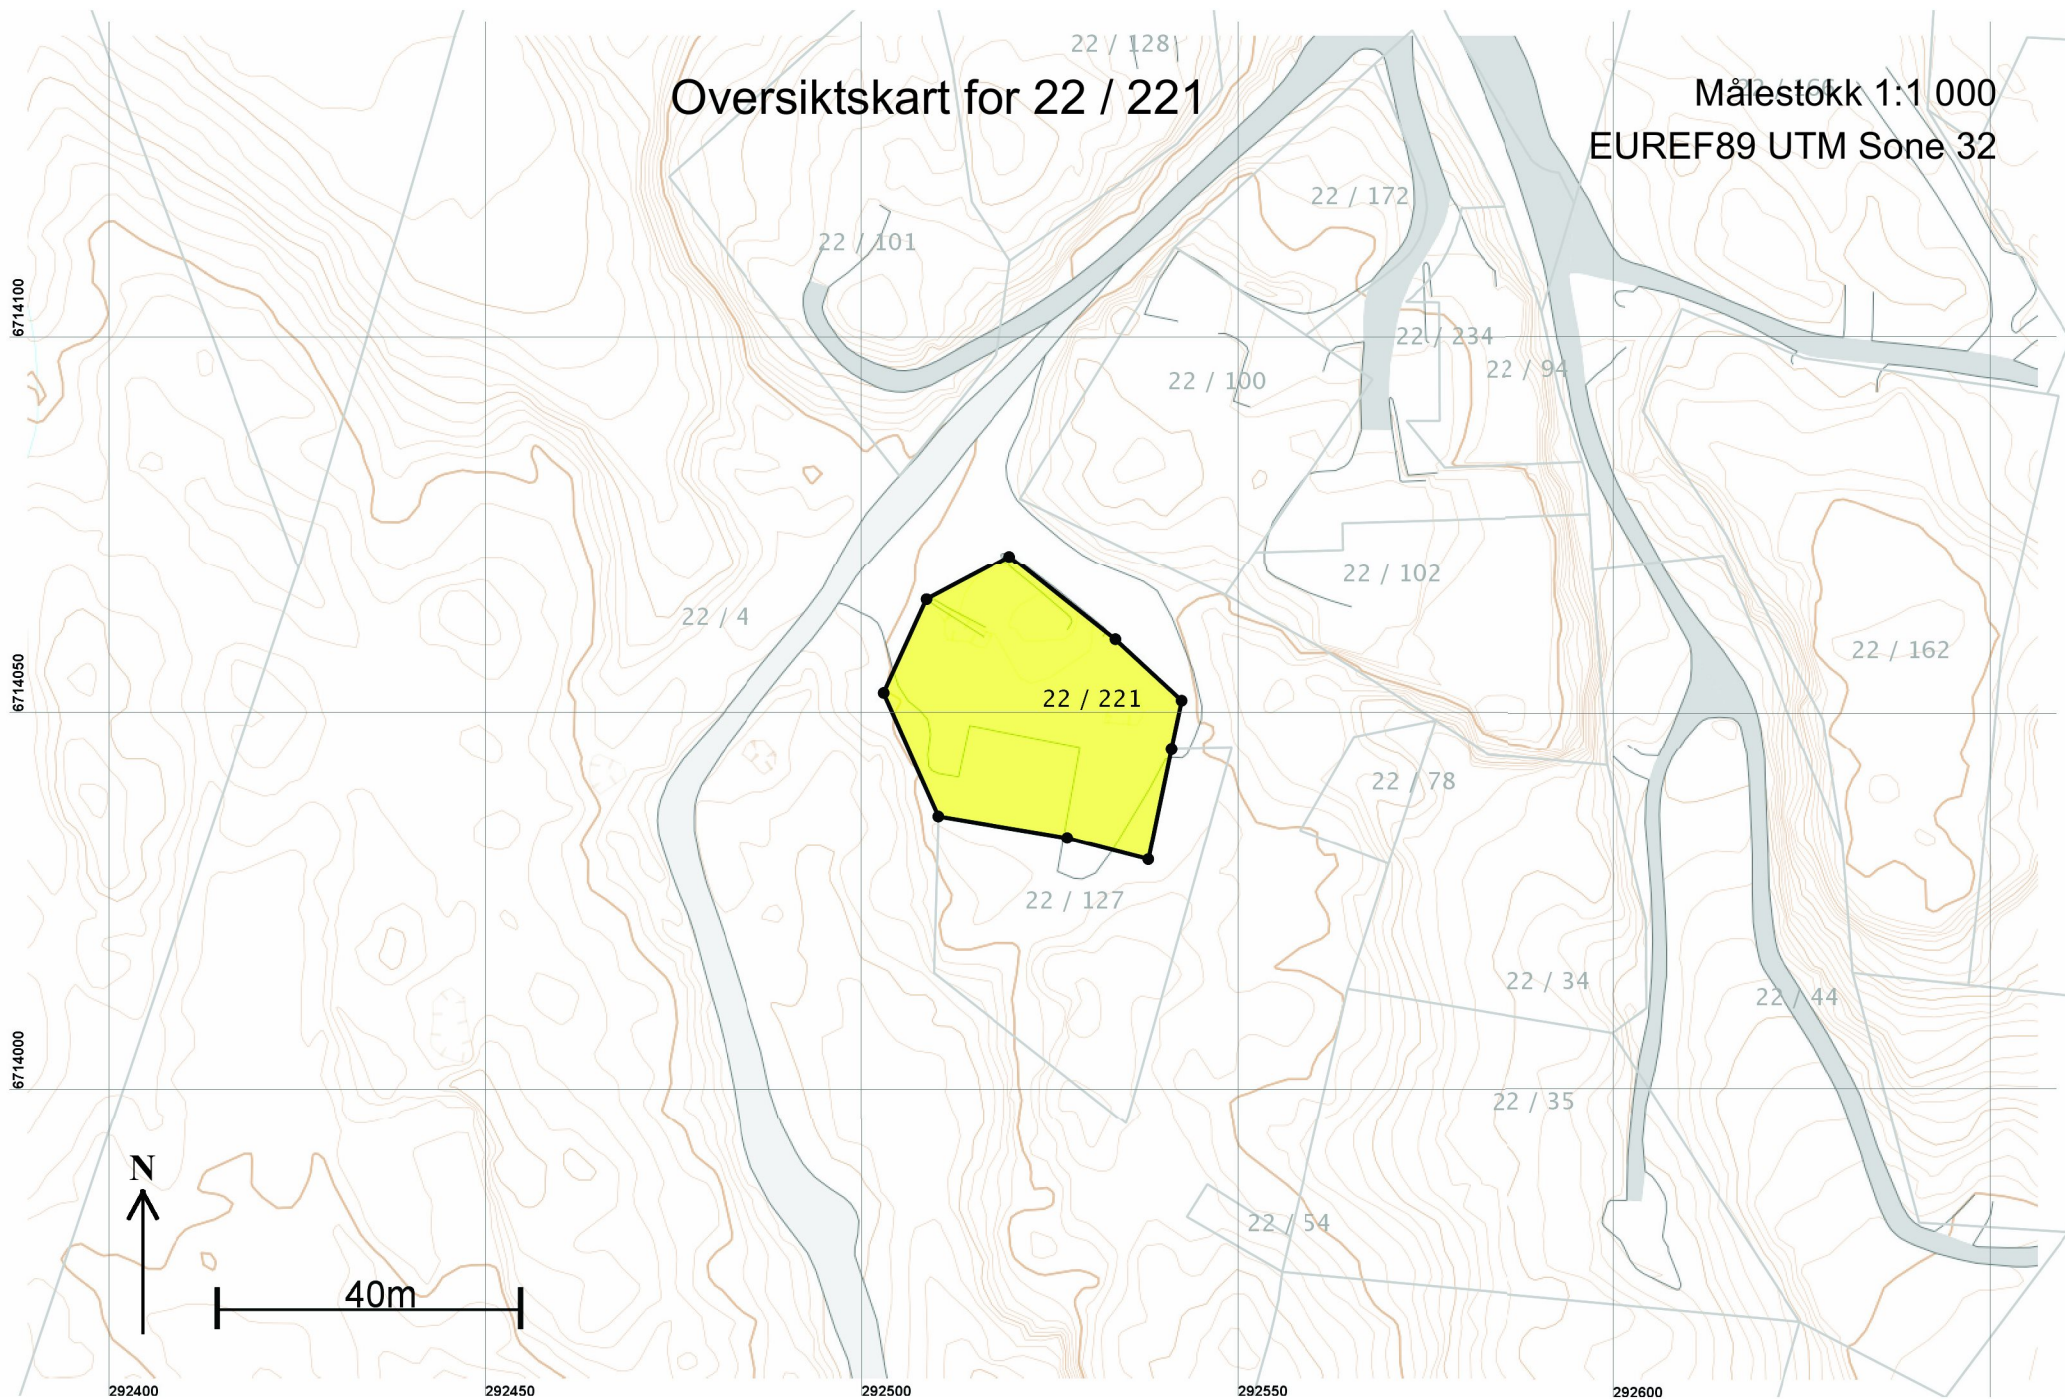 22 / 128
Oversiktskart for 22 / 221
22 / 166
Målestokk 1:1 000
EUREF89 UTM Sone 32
22 / 172
22 / 101
6714100
22 / 234
22 / 94
22 / 100
22 / 102
22 / 4
22 / 162
6714050
22 / 221
22 / 78
22 / 127
22 / 34
22 / 44
6714000
22 / 35
N
22 / 54
40m
292400
292450
292500
292550
292600